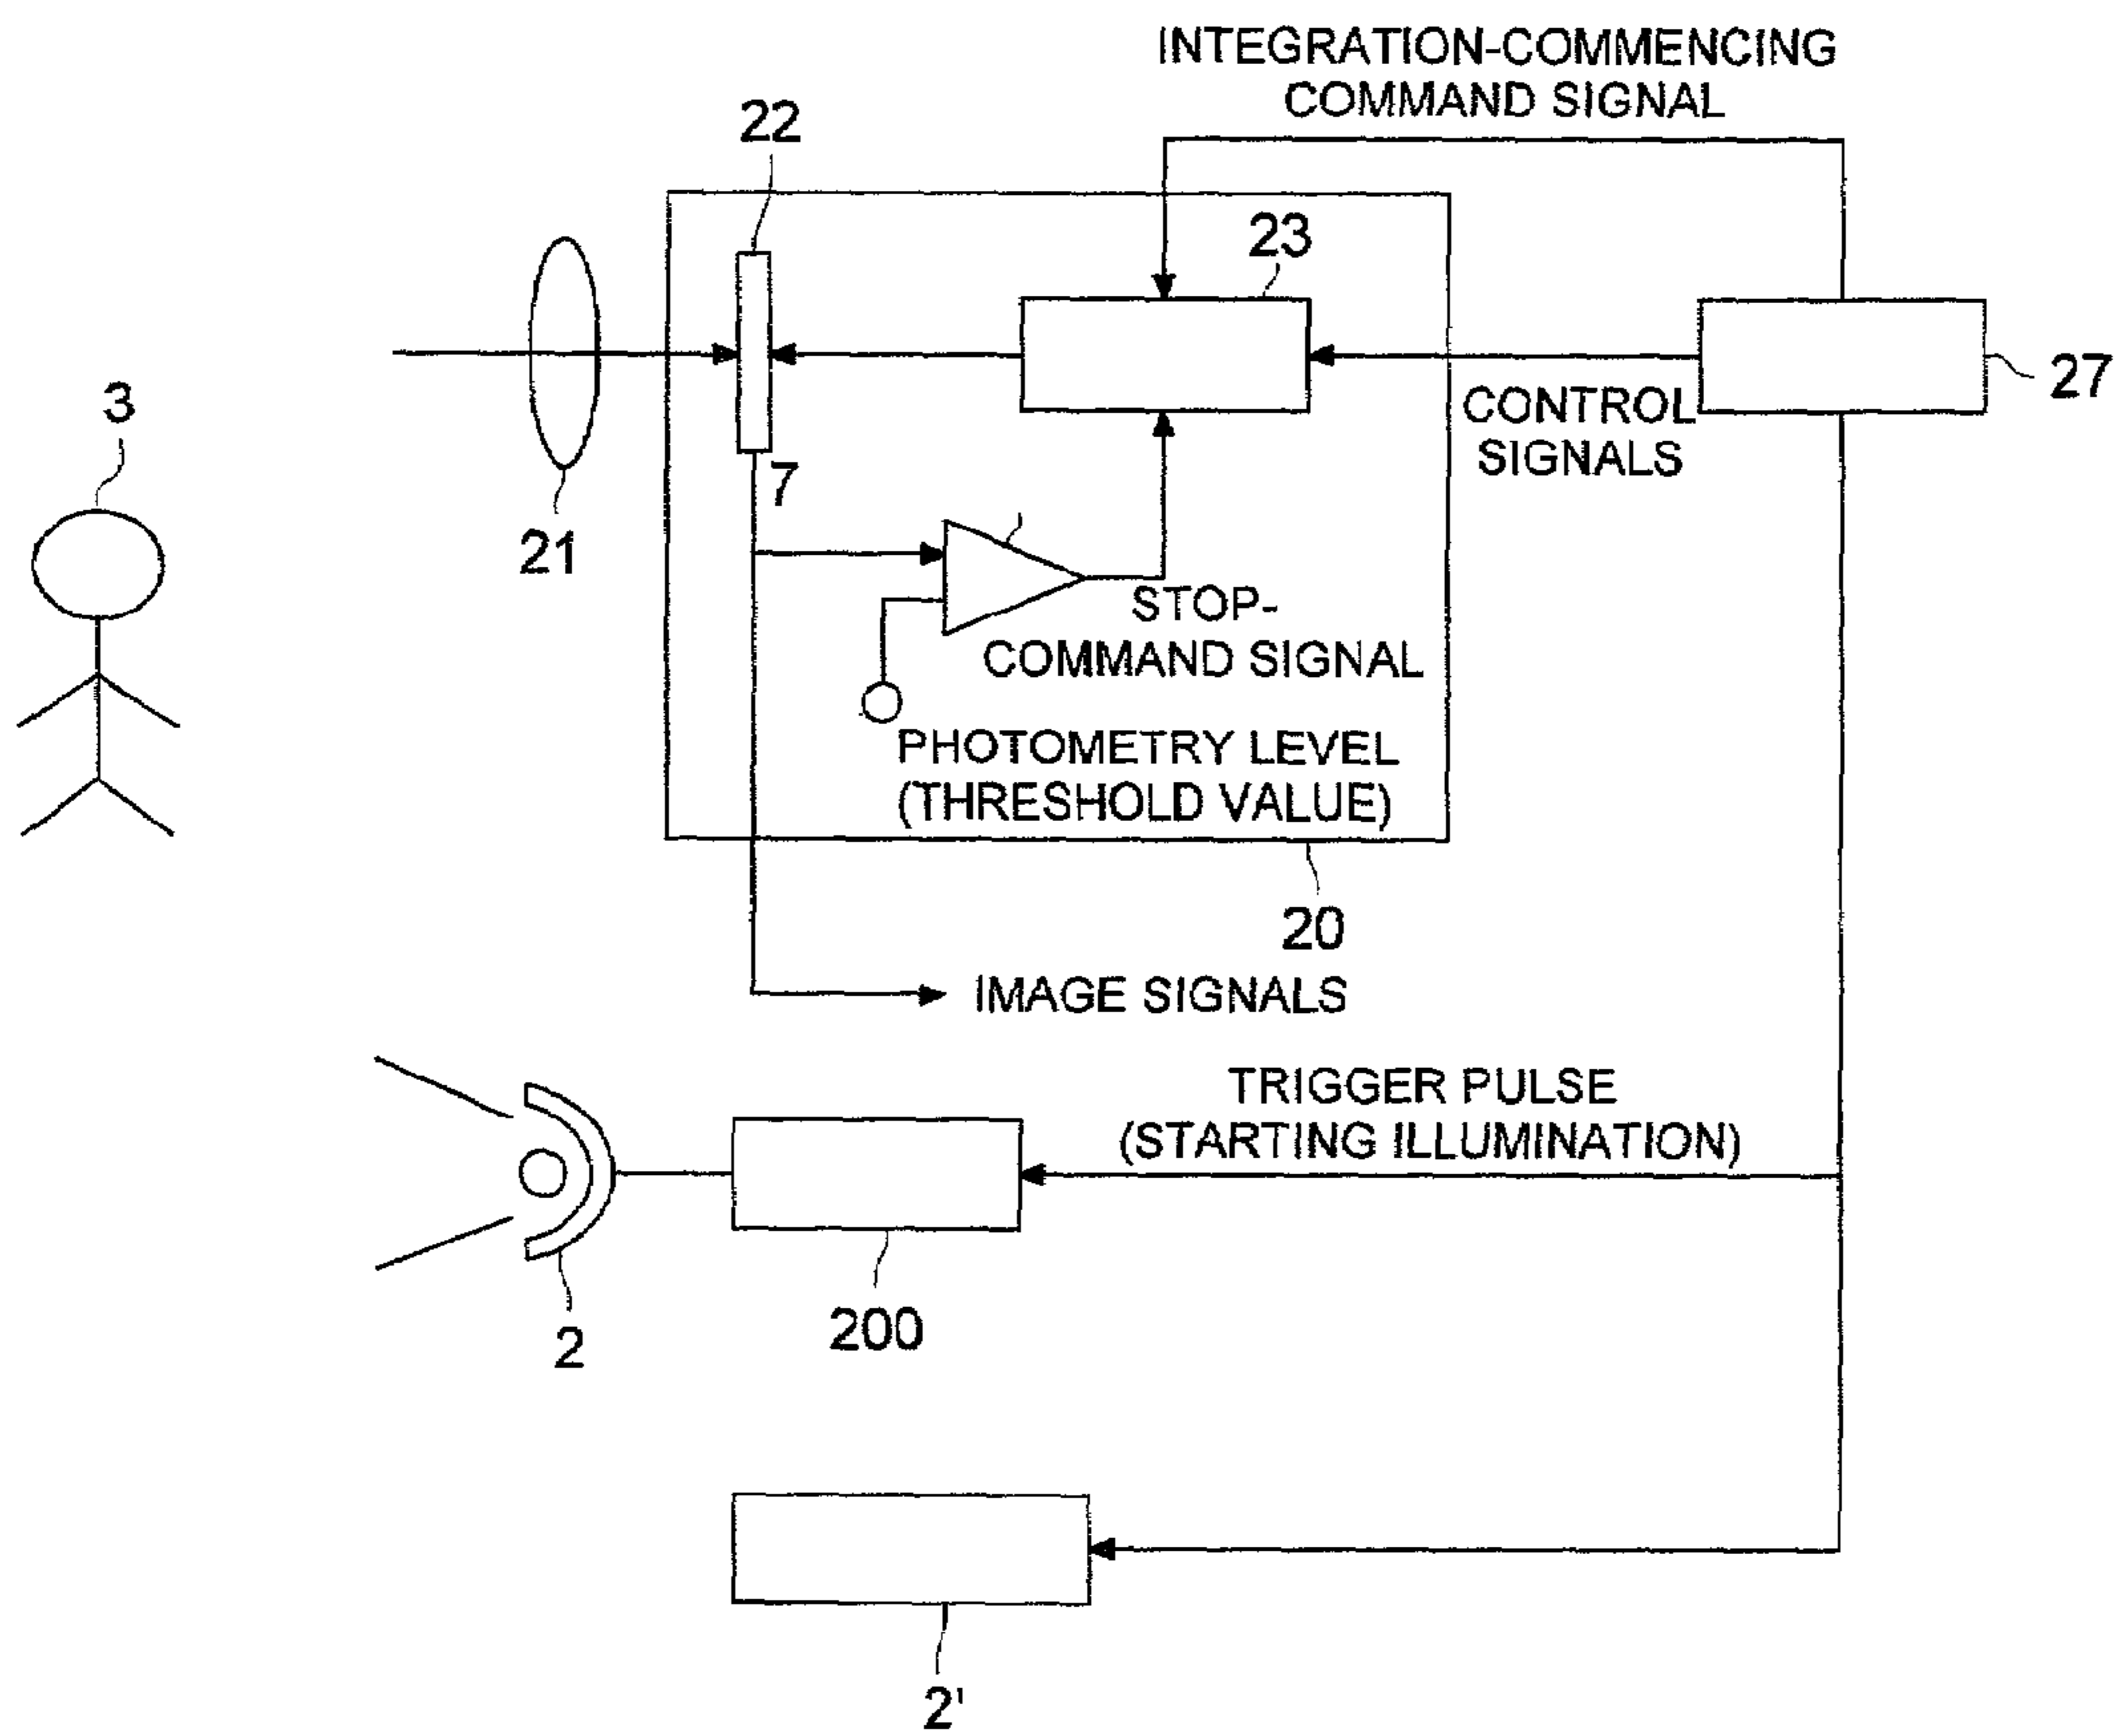 INTEGRATION-COMMENCING
COMMAND SIGNAL
22
23
27
3
CONTROL
SIGNALS
7
21
STOP-
COMMAND SIGNAL
PHOTOMETRY LEVEL
(THRESHOLD VALUE)
20
IMAGE SIGNALS
TRIGGER PULSE
(STARTING ILLUMINATION)
200
2
2'